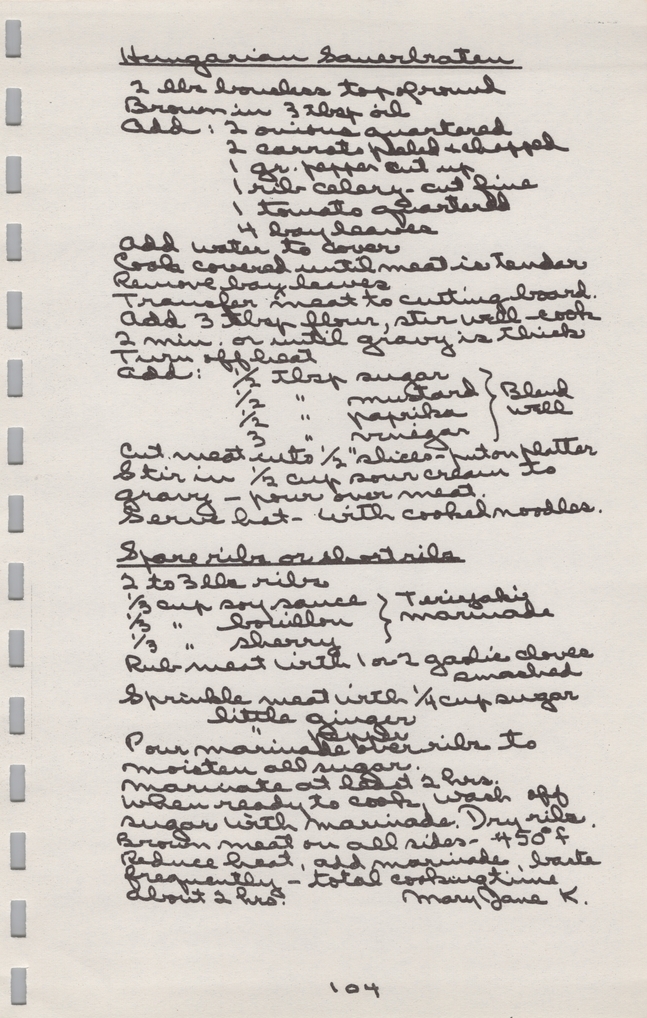 Hungarian Sauerbraten
2 lbs boneless top ground
Brown in 3 tbsp oil
Add : 2 onions quartered
2 carrots peeled + chopped
1 gr. pepper cut up
1 rib celery - cut fine
1 tomato quartered
4 bay leaves
Add water to cover
Cook covered until meat is tender
Remove bay leaves
Transfer meat to cutting board.
Add 3 tbsp flour, stir well - cook
2 min. or until gravy is thick
Turn off heat
Add : 1/2 tbsp sugar
1/2 " mustard } Blend
1/2 " paprika well
3 " vinegar
Cut meat into 1/2" slices - put on platter
Stir in 1/2 cup sour cream to
gravy - pour over meat.
Serve hot - with cooked noodles.
Spare ribs or short ribs
2 to 3 lbs ribs
1/3 cup soy sauce } Teriyaki
1/3 " bouillon marinade
1/3 " sherry
Rub meat with 1 or 2 garlic cloves
smashed
Sprinkle meat with 1/4 cup sugar
little ginger
" pepper
Pour marinade over ribs to
moisten all sugar.
Marinate at least 2 hrs.
When ready to cook, wash off
sugar with marinade. Dry ribs.
Brown meat on all sides - 450° F
Reduce heat, add marinade, baste
frequently - total cooking time
about 2 hrs. Mary Jane K.
104